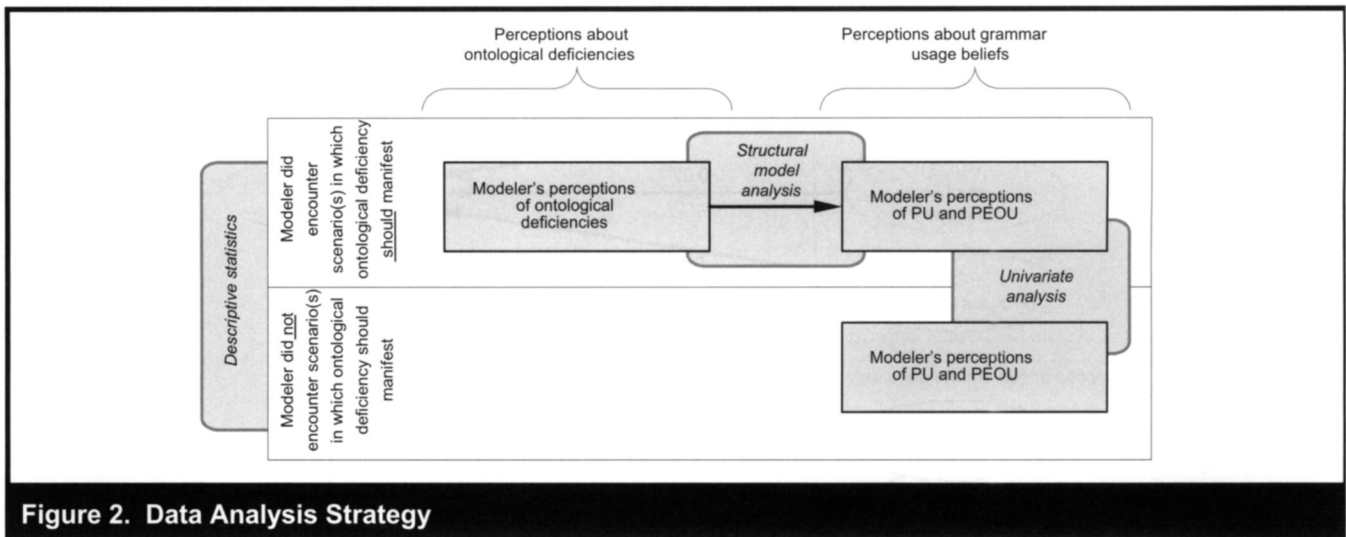 Perceptions about
ontological deficiencies
Perceptions about grammar
usage beliefs
Descriptive statistics
Modeler did
encounter
scenario(s) in which
ontological deficiency
should manifest
Modeler's perceptions
of ontological
deficiencies
Structural
model
analysis
Modeler's perceptions
of PU and PEOU
Univariate
analysis
Modeler did not
encounter scenario(s)
in which ontological
deficiency should
manifest
Modeler's perceptions
of PU and PEOU
Figure 2. Data Analysis Strategy